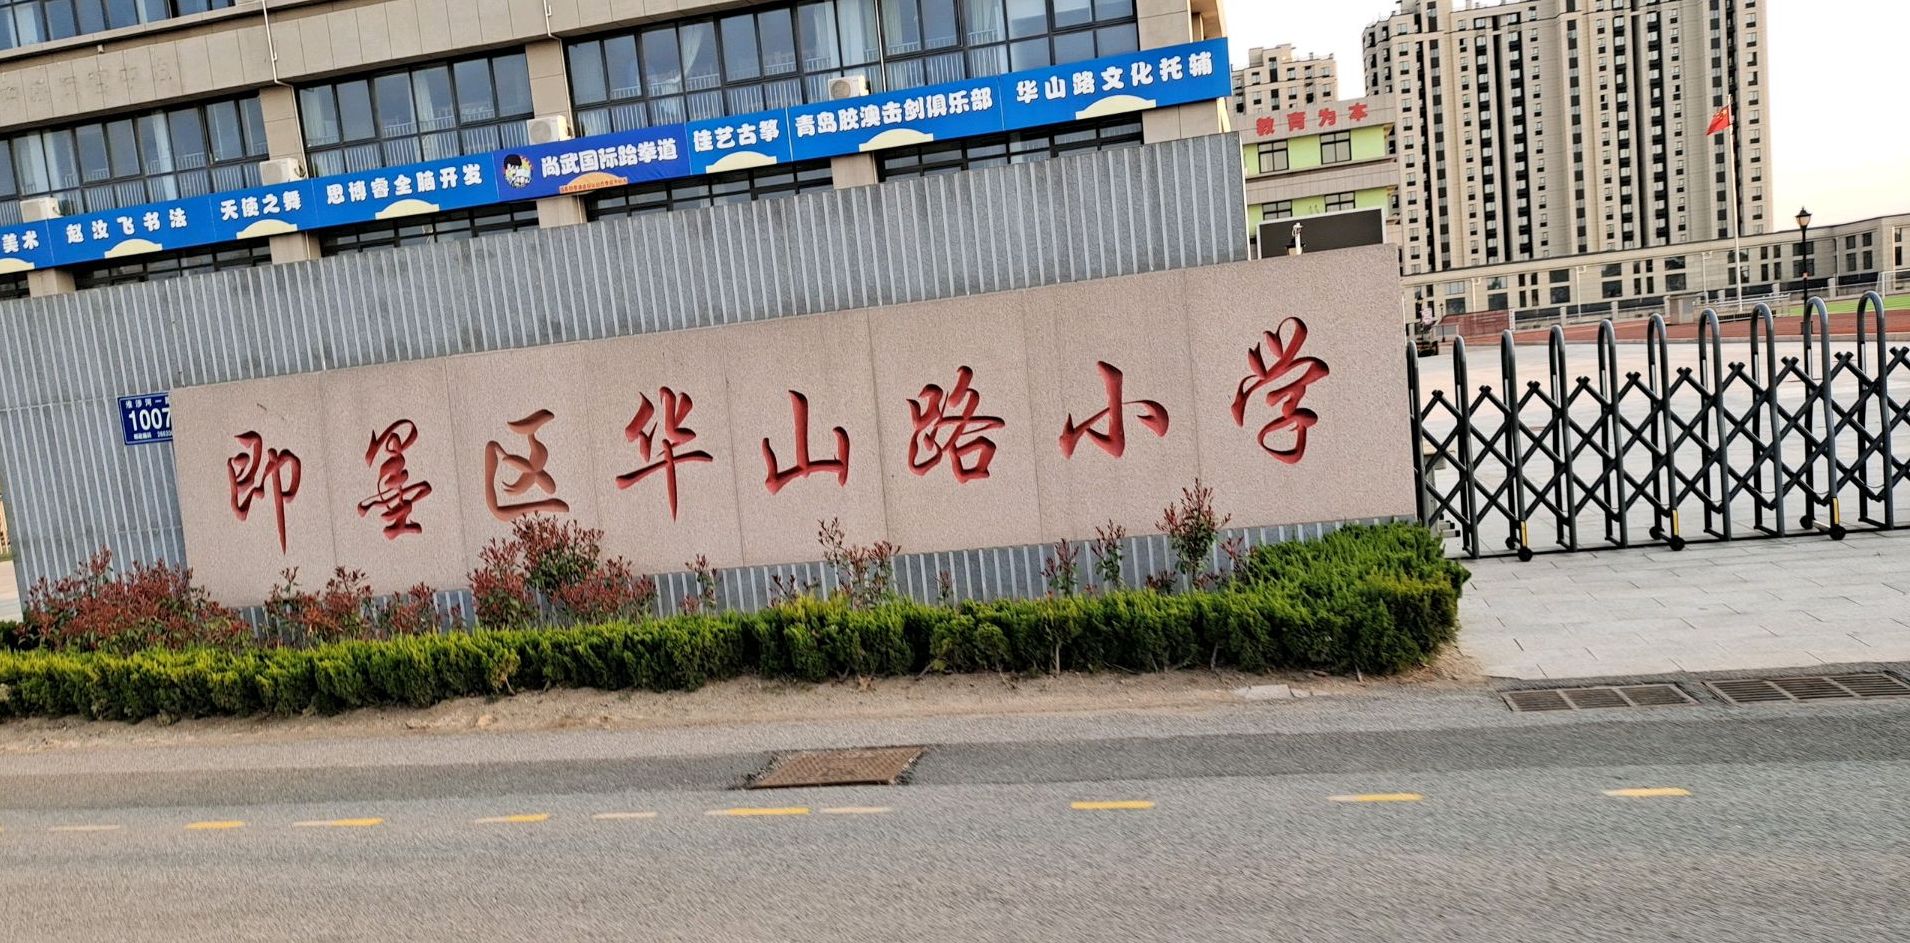 美术
赵汝飞书法
天使之舞
思博睿全脑开发
尚武国际跆拳道
佳艺古筝
青岛胶澳击剑俱乐部
华山路文化托辅
教育为本
1007
即墨区华山路小学